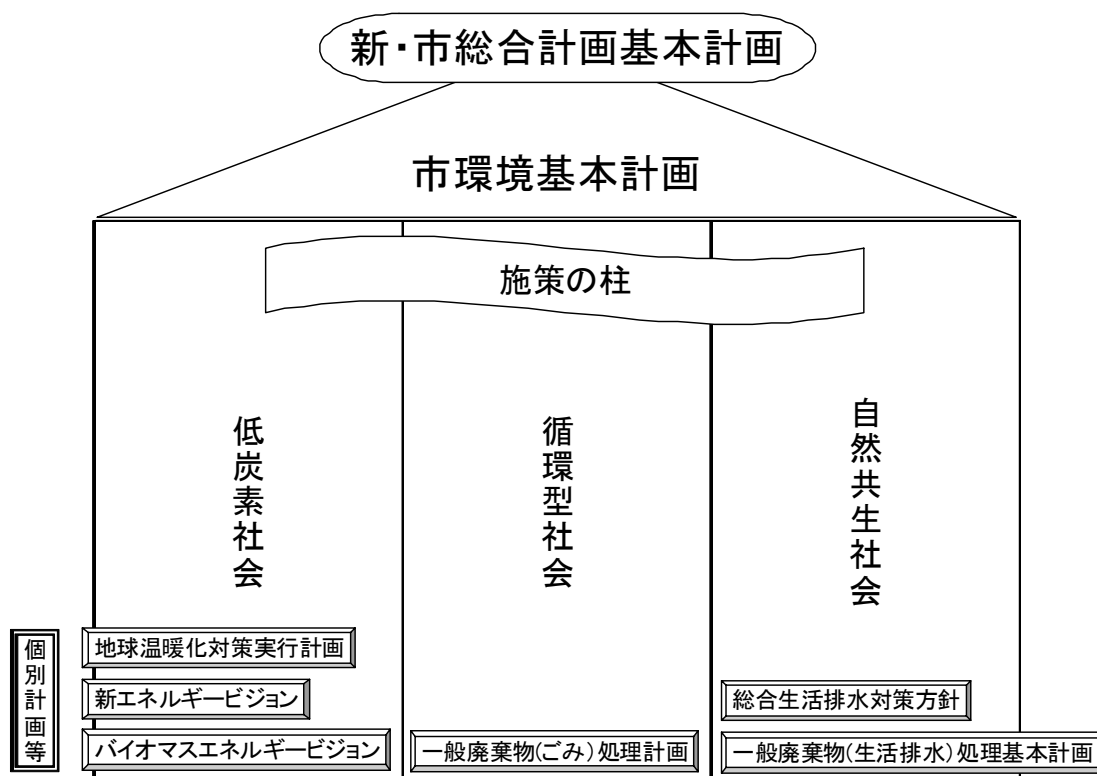 新・市総合計画基本計画
市環境基本計画
施策の柱
低炭素社会
循環型社会
自然共生社会
個別計画等
地球温暖化対策実行計画
新エネルギービジョン
バイオマスエネルギービジョン
一般廃棄物(ごみ)処理計画
総合生活排水対策方針
一般廃棄物(生活排水)処理基本計画